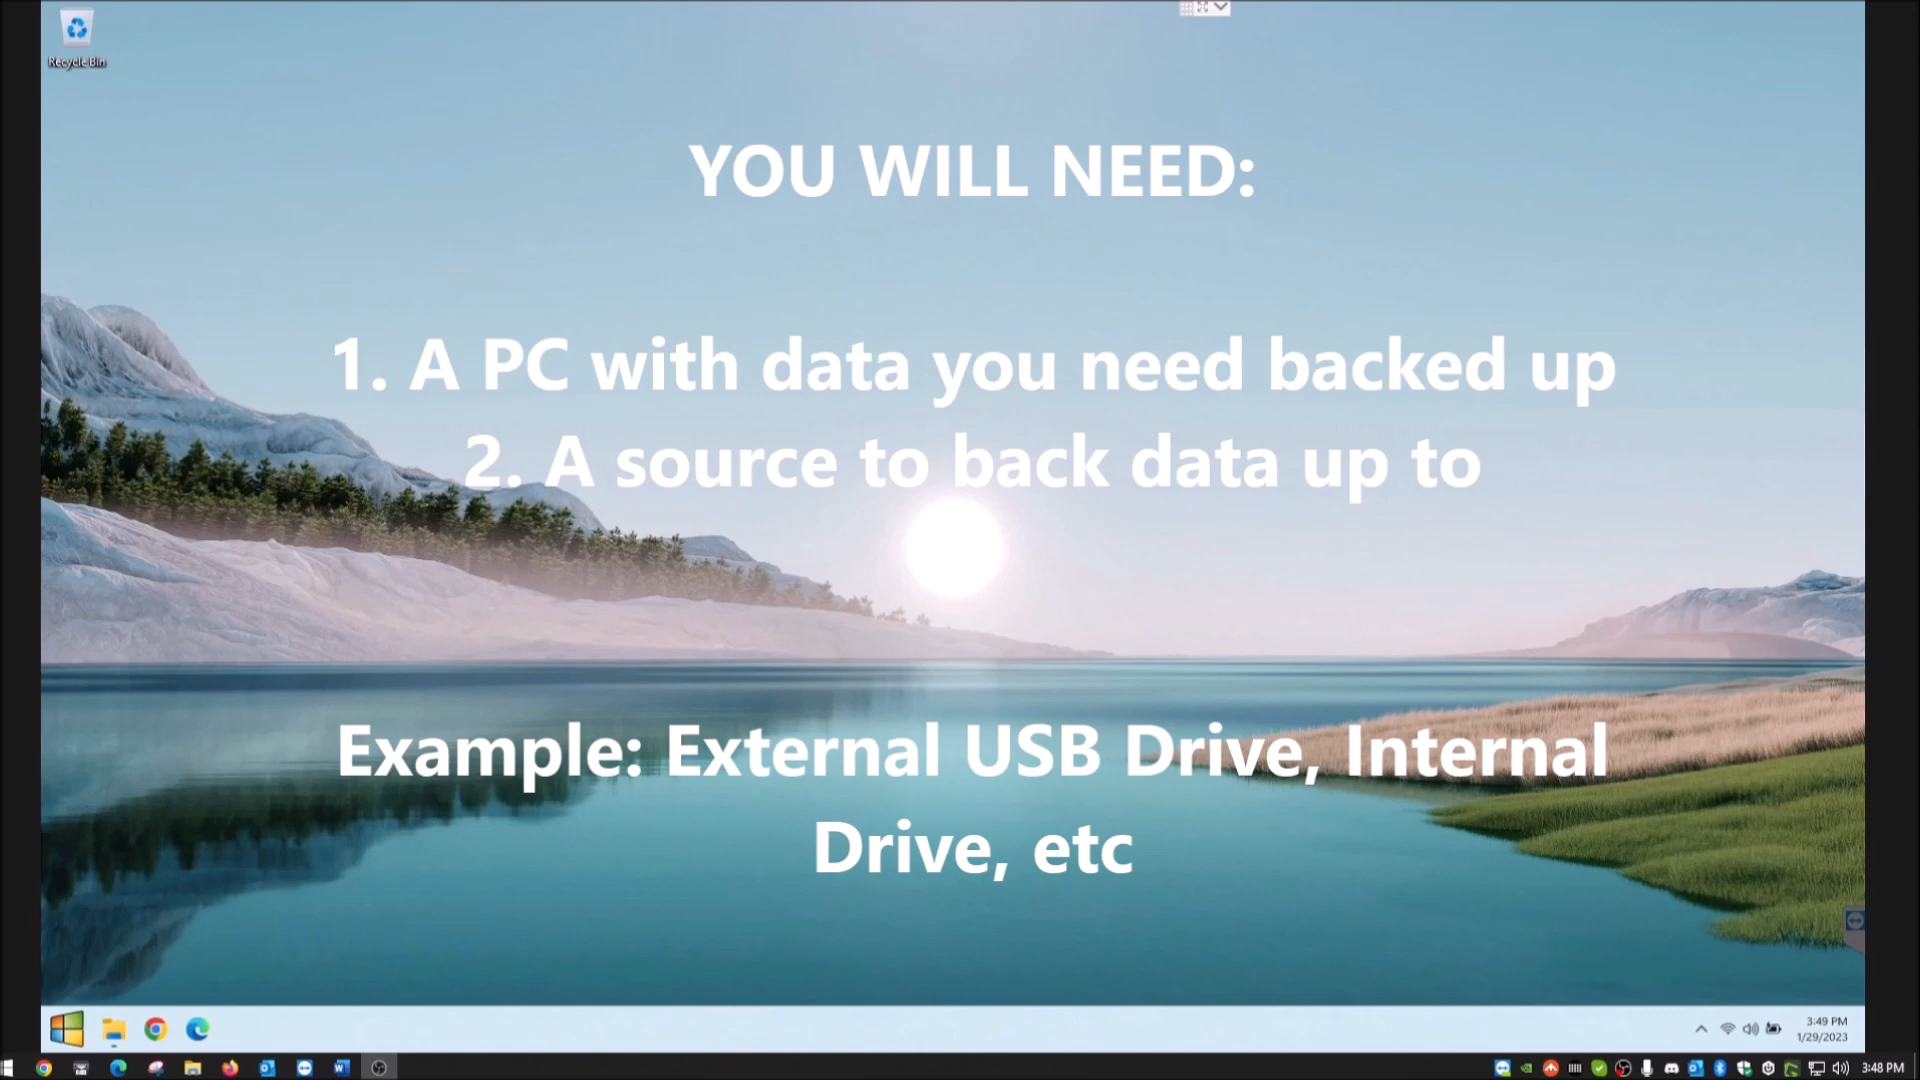 Recycle Bin
YOU WILL NEED:
1. A PC with data you need backed up
2. A source to back data up to
Example: External USB Drive, Internal
Drive, etc
3:49 PM
1/29/2023
3:48 PM